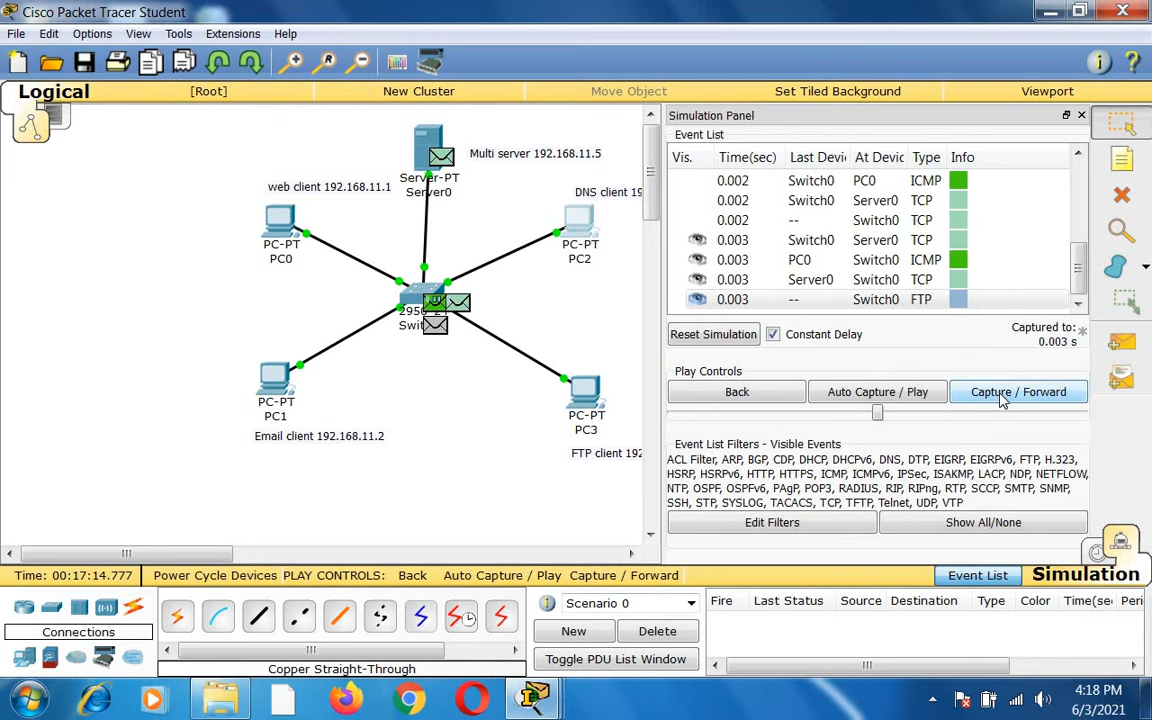 Cisco Packet Tracer Student
File Edit Options View Tools Extensions Help
Logical [Root] New Cluster Move Object Set Tiled Background Viewport
Simulation Panel
Event List
Vis. Time(sec) Last Devi At Devic Type Info
0.002 Switch0 PC0 ICMP
0.002 Switch0 Server0 TCP
0.002 -- Switch0 TCP
0.003 Switch0 Server0 TCP
0.003 PC0 Switch0 ICMP
0.003 Server0 Switch0 TCP
0.003 -- Switch0 FTP
Reset Simulation Constant Delay Captured to: *
0.003 s
Play Controls
Back Auto Capture / Play Capture / Forward
Event List Filters - Visible Events
ACL Filter, ARP, BGP, CDP, DHCP, DHCPv6, DNS, DTP, EIGRP, EIGRPv6, FTP, H.323,
HSRP, HSRPv6, HTTP, HTTPS, ICMP, ICMPv6, IPSec, ISAKMP, LACP, NDP, NETFLOW,
NTP, OSPF, OSPFv6, PAgP, POP3, RADIUS, RIP, RIPng, RTP, SCCP, SMTP, SNMP,
SSH, STP, SYSLOG, TACACS, TCP, TFTP, Telnet, UDP, VTP
Edit Filters Show All/None
Multi server 192.168.11.5
Server-PT
Server0
web client 192.168.11.1
DNS client 19
PC-PT
PC0
PC-PT
PC2
2950-24
Swit
PC-PT
PC1
Email client 192.168.11.2
PC-PT
PC3
FTP client 192
Time: 00:17:14.777 Power Cycle Devices PLAY CONTROLS: Back Auto Capture / Play Capture / Forward Event List Simulation
Connections
Copper Straight-Through
Scenario 0
New Delete
Toggle PDU List Window
Fire Last Status Source Destination Type Color Time(sec Peri
4:18 PM
6/3/2021